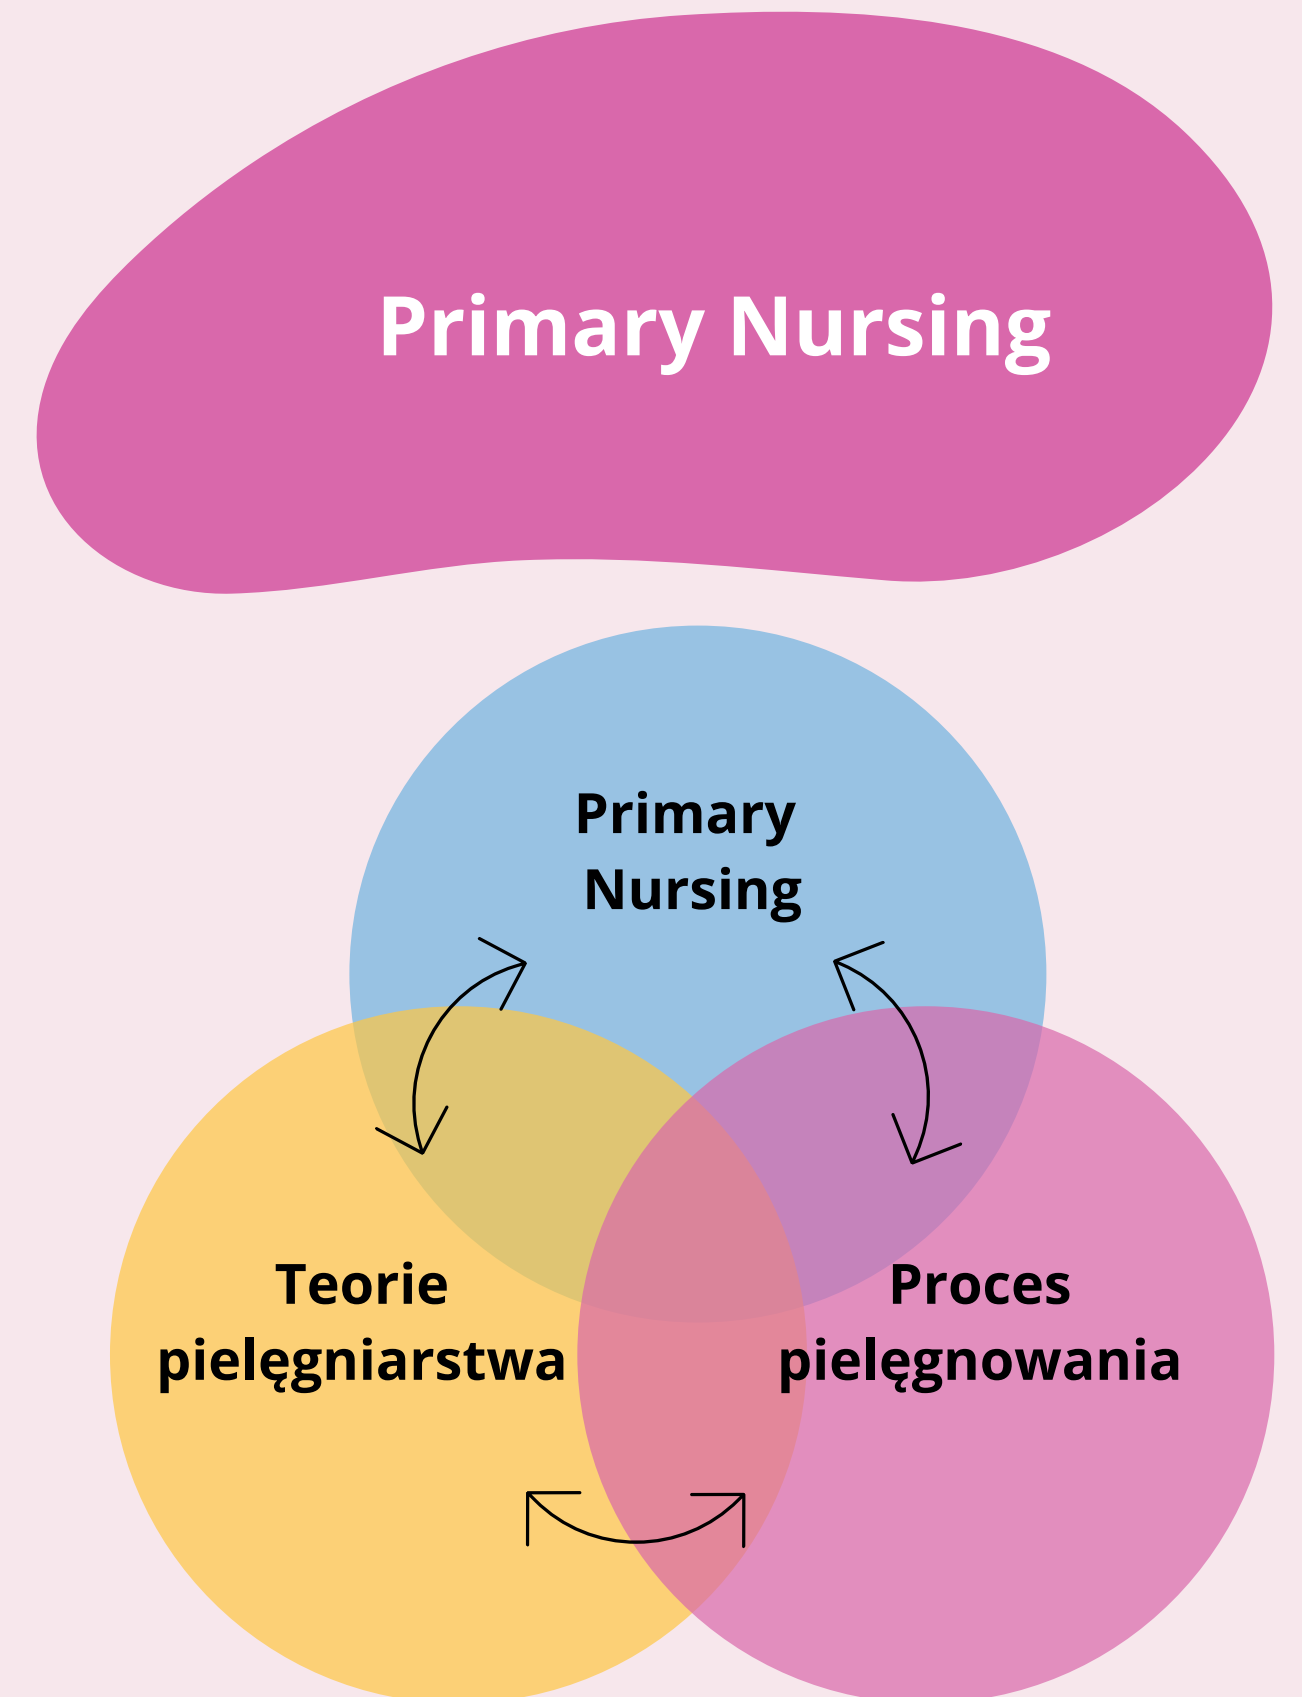 Primary Nursing
Primary
Nursing
Teorie
pielęgniarstwa
Proces
pielęgnowania